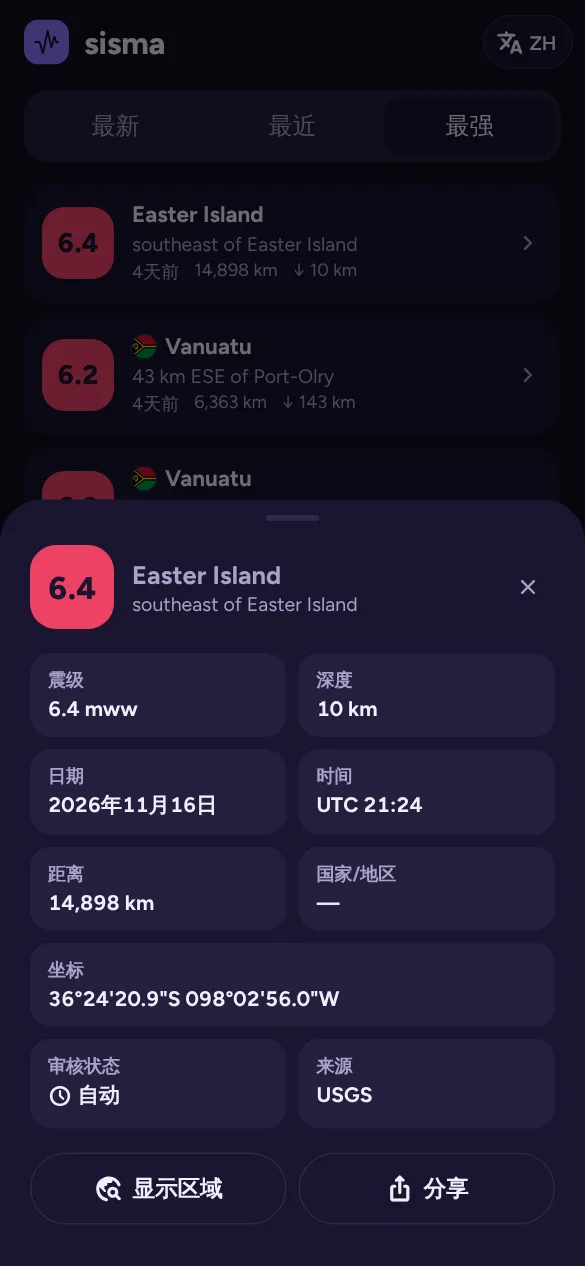 sisma
ZH
最新 最近 最强
6.4
Easter Island
southeast of Easter Island
4天前 14,898 km ↓ 10 km
6.2
Vanuatu
43 km ESE of Port-Olry
4天前 6,363 km ↓ 143 km
Vanuatu
6.4
Easter Island
southeast of Easter Island
震级 深度
6.4 mww 10 km
日期 时间
2026年11月16日 UTC 21:24
距离 国家/地区
14,898 km —
坐标
36°24'20.9"S 098°02'56.0"W
审核状态 来源
自动 USGS
显示区域 分享